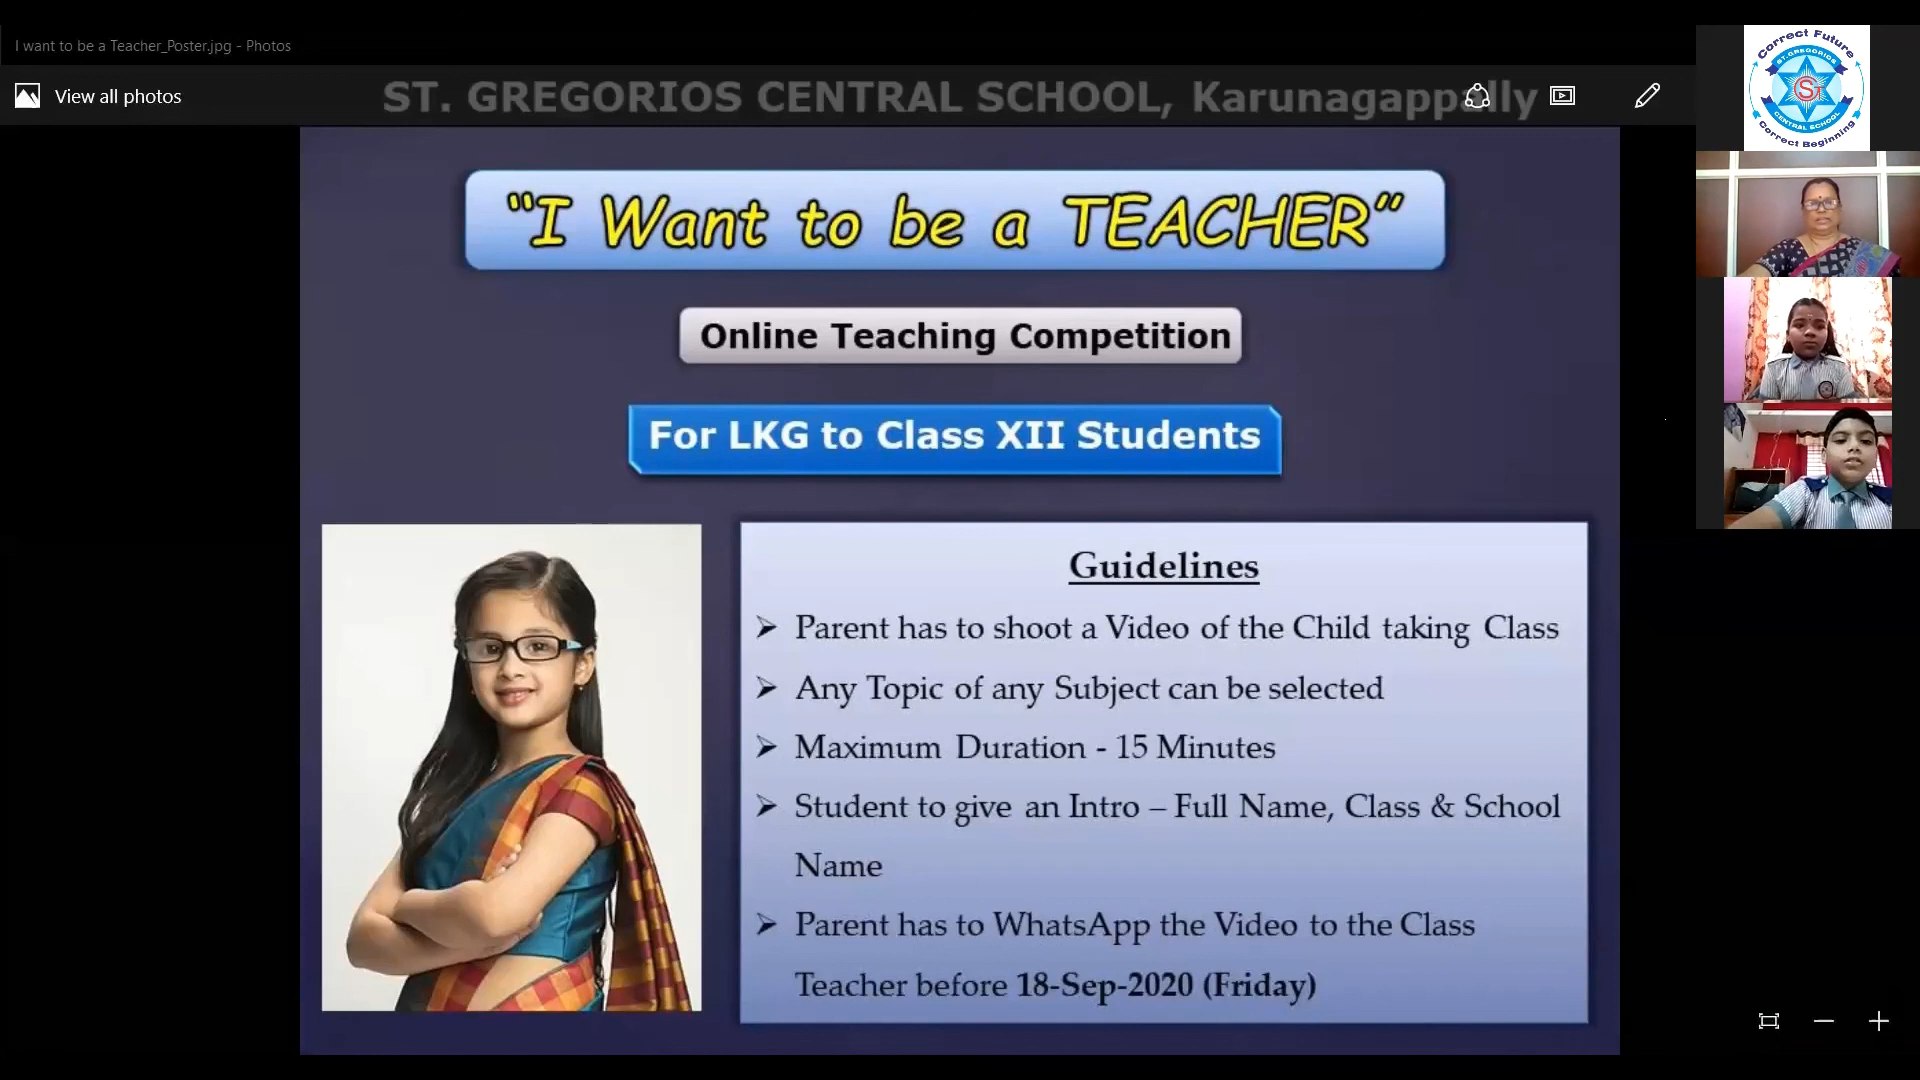 I want to be a Teacher_Poster.jpg - Photos
View all photos
ST. GREGORIOS CENTRAL SCHOOL, Karunagappally
“I Want to be a TEACHER”
Online Teaching Competition
For LKG to Class XII Students
Guidelines
➢ Parent has to shoot a Video of the Child taking Class
➢ Any Topic of any Subject can be selected
➢ Maximum Duration - 15 Minutes
➢ Student to give an Intro – Full Name, Class & School
Name
➢ Parent has to WhatsApp the Video to the Class
Teacher before 18-Sep-2020 (Friday)
Correct Future
ST. GREGORIOS
ST
CENTRAL SCHOOL
Correct Beginning